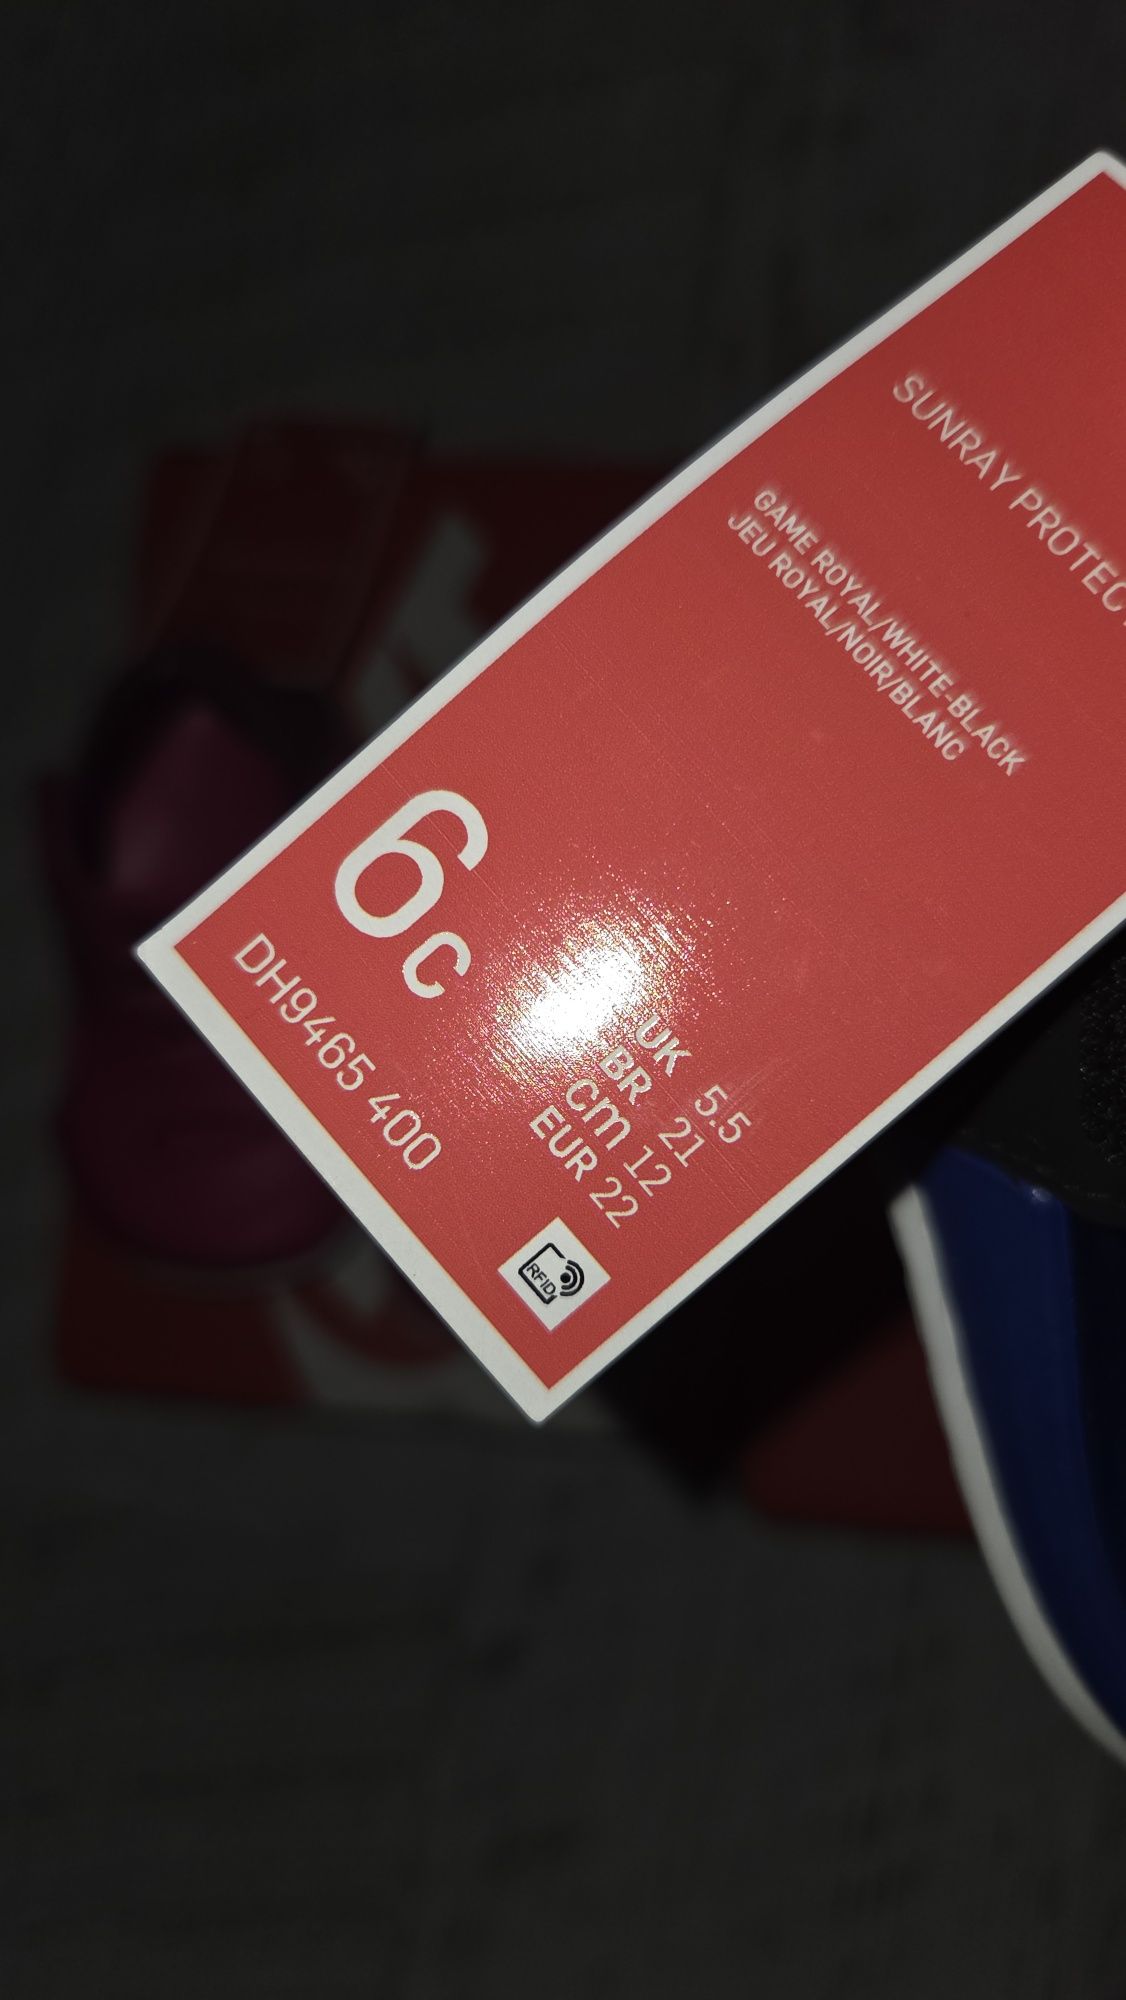 SUNRAY PROTECT
GAME ROYAL/WHITE-BLACK
JEU ROYAL/NOIR/BLANC
6c
UK 5.5
BR 21
cm 12
EUR 22
DH9465 400
RFID